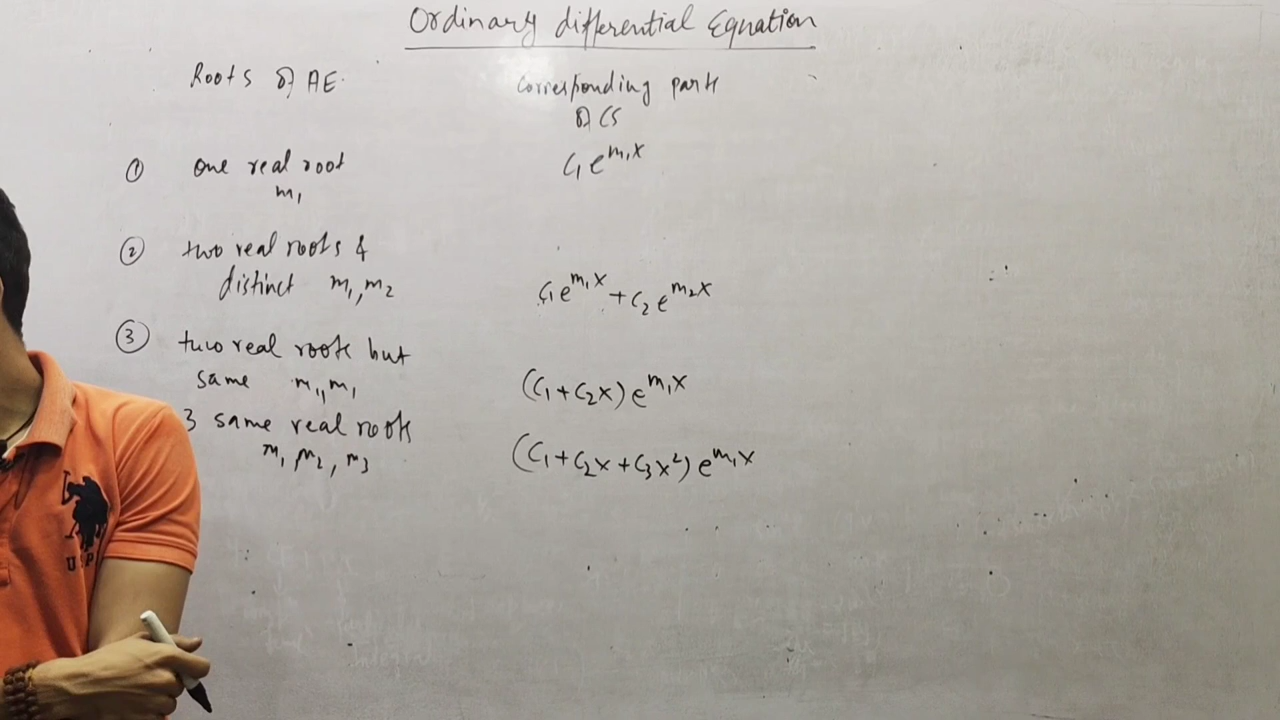 Ordinary differential Equation
Roots of AE.
Corresponding parts
of CS
① one real root
m₁
C₁e^{m₁x}
② two real roots &
distinct m₁, m₂
C₁e^{m₁x} + C₂e^{m₂x}
③ two real roots but
same m₁, m₁
(C₁+C₂x) e^{m₁x}
3 same real roots
m₁, m₂, m₃
(C₁+C₂x+C₃x²) e^{m₁x}
U S P